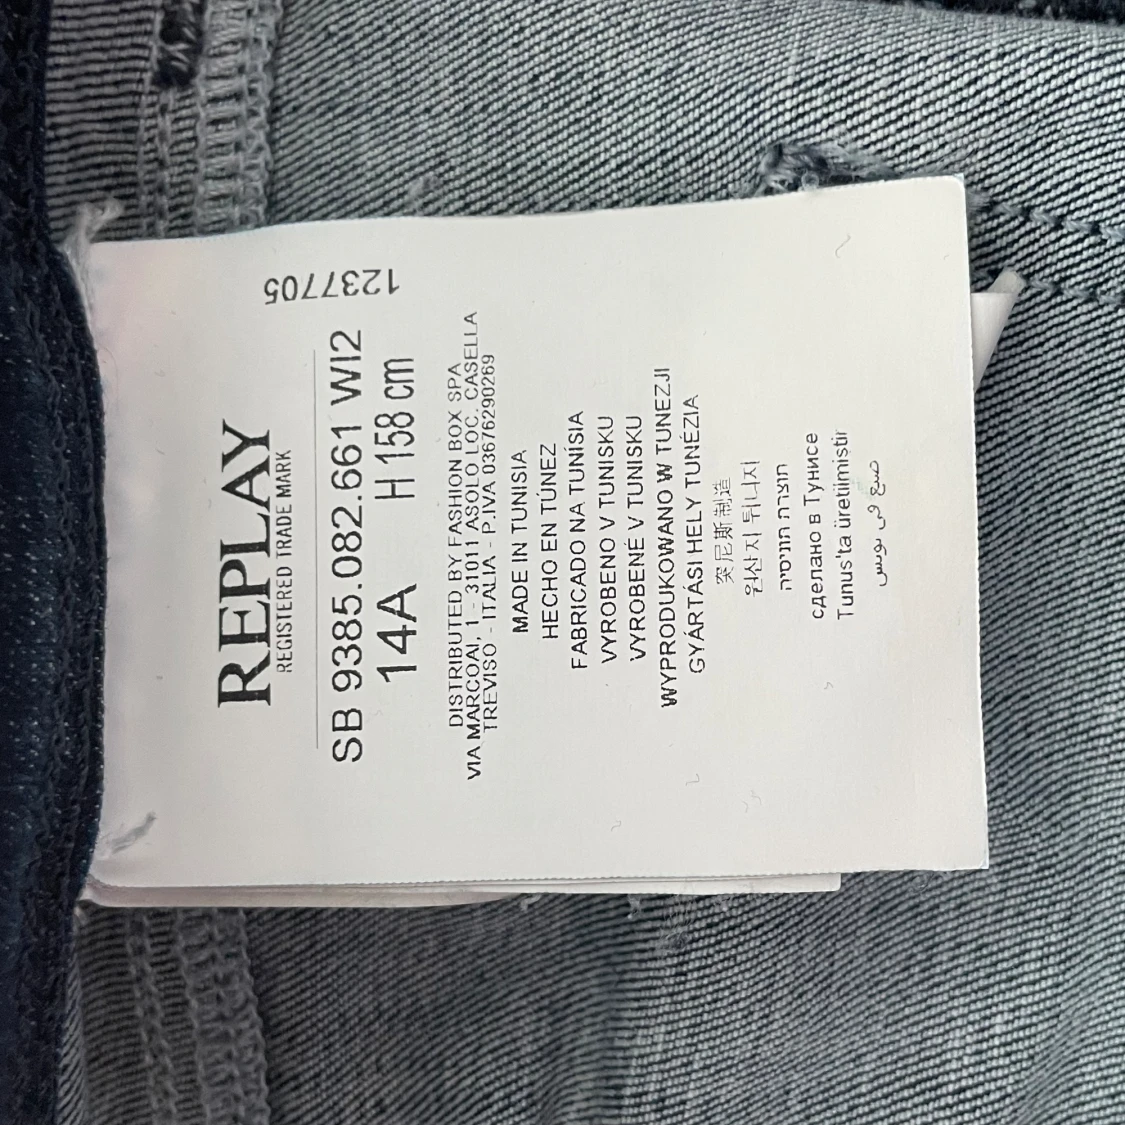 REPLAY
REGISTERED TRADE MARK
SB 9385.082.661 WI2
14A H 158 cm
1237705
DISTRIBUTED BY FASHION BOX SPA
VIA MARCOAI, 1 - 31011 ASOLO LOC. CASELLA
TREVISO - ITALIA - P.IVA 03676290269
MADE IN TUNISIA
HECHO EN TÚNEZ
FABRICADO NA TUNÍSIA
VYROBENO V TUNISKU
VYROBENÉ V TUNISKU
WYPRODUKOWANO W TUNEZJI
GYÁRTÁSI HELY TUNÉZIA
突尼斯制造
원산지 튀니지
תוצרת תוניסיה
сделано в Тунисе
Tunus'ta üretilmistir
صنع في تونس